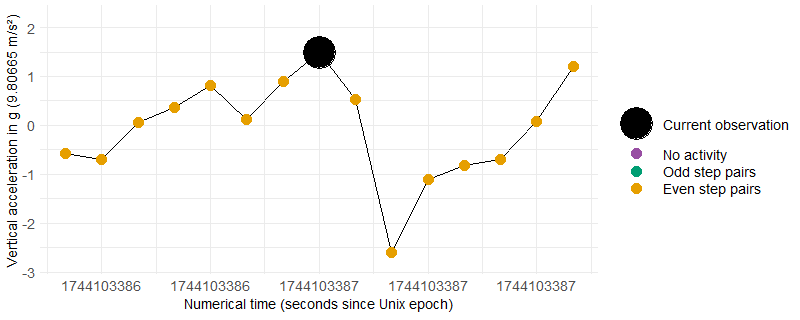 Vertical acceleration in g (9.80665 m/s²)
2
1
0
-1
-2
-3
1744103386 1744103386 1744103387 1744103387 1744103387
Numerical time (seconds since Unix epoch)
Current observation
No activity
Odd step pairs
Even step pairs